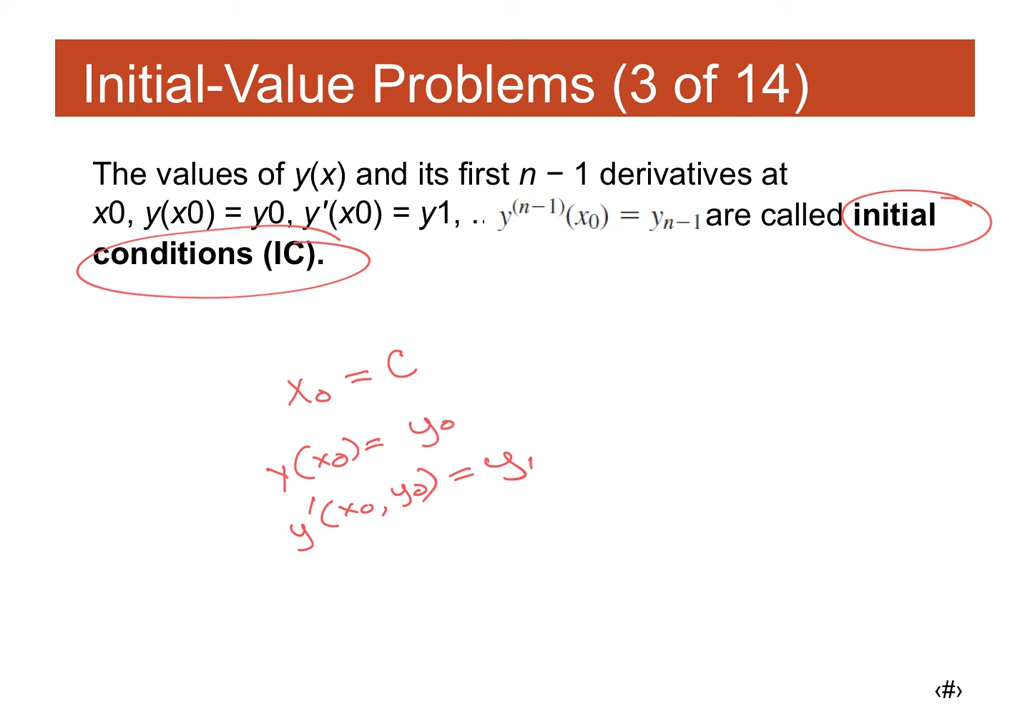 Initial-Value Problems (3 of 14)
The values of y(x) and its first n − 1 derivatives at
x0, y(x0) = y0, y′(x0) = y1, .. y⁽ⁿ⁻¹⁾(x₀) = yₙ₋₁ are called initial
conditions (IC).
x₀ = C
y(x₀) = y₀
y'(x₀, y₀) = y₁
‹#›